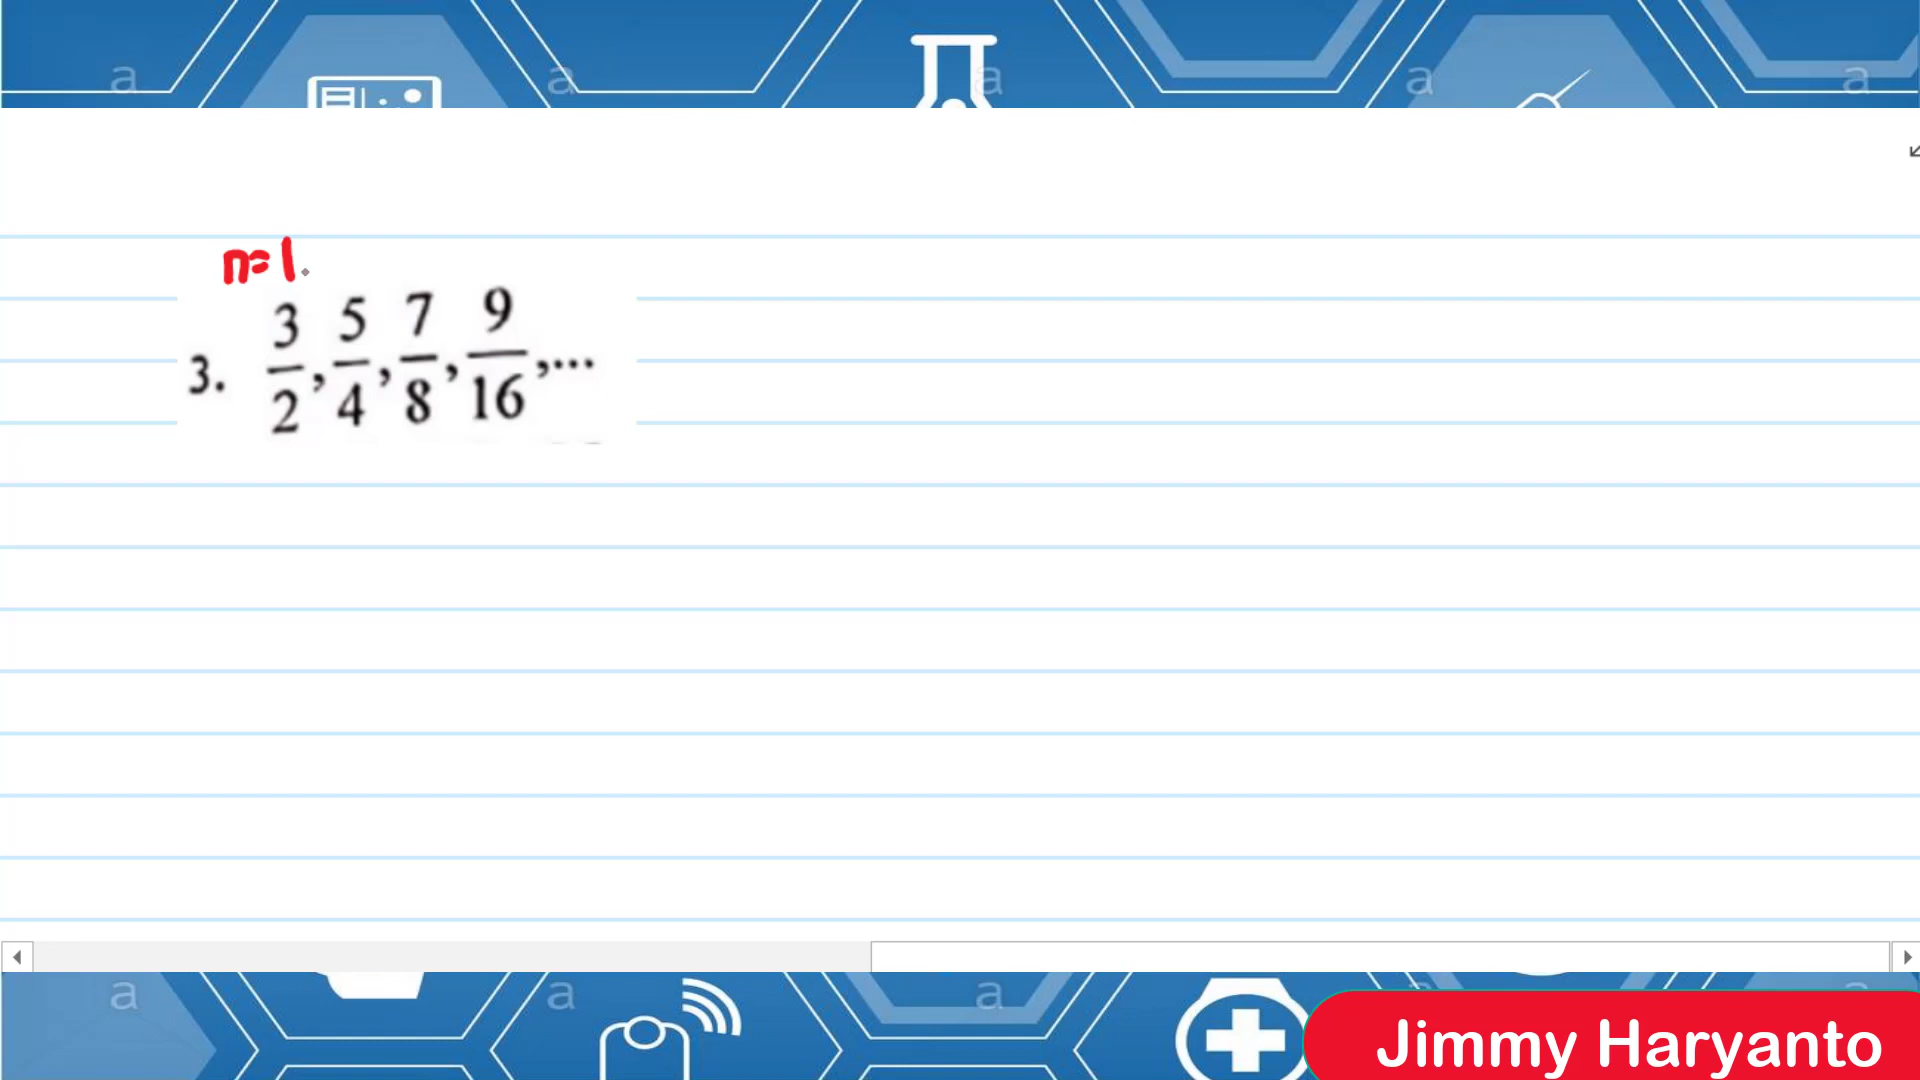 n=1
3. 3/2, 5/4, 7/8, 9/16, ...
Jimmy Haryanto